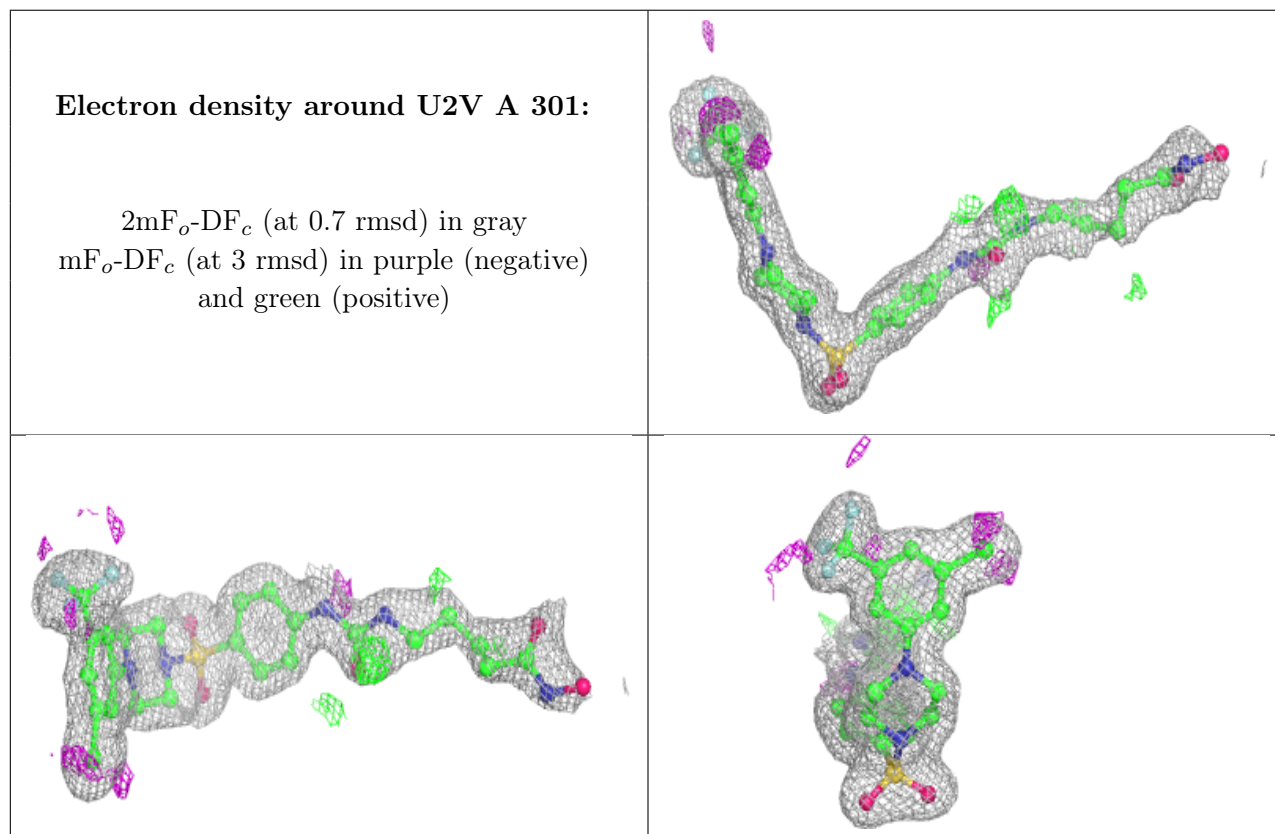 Electron density around U2V A 301:
2mFo-DFc (at 0.7 rmsd) in gray
mFo-DFc (at 3 rmsd) in purple (negative)
and green (positive)